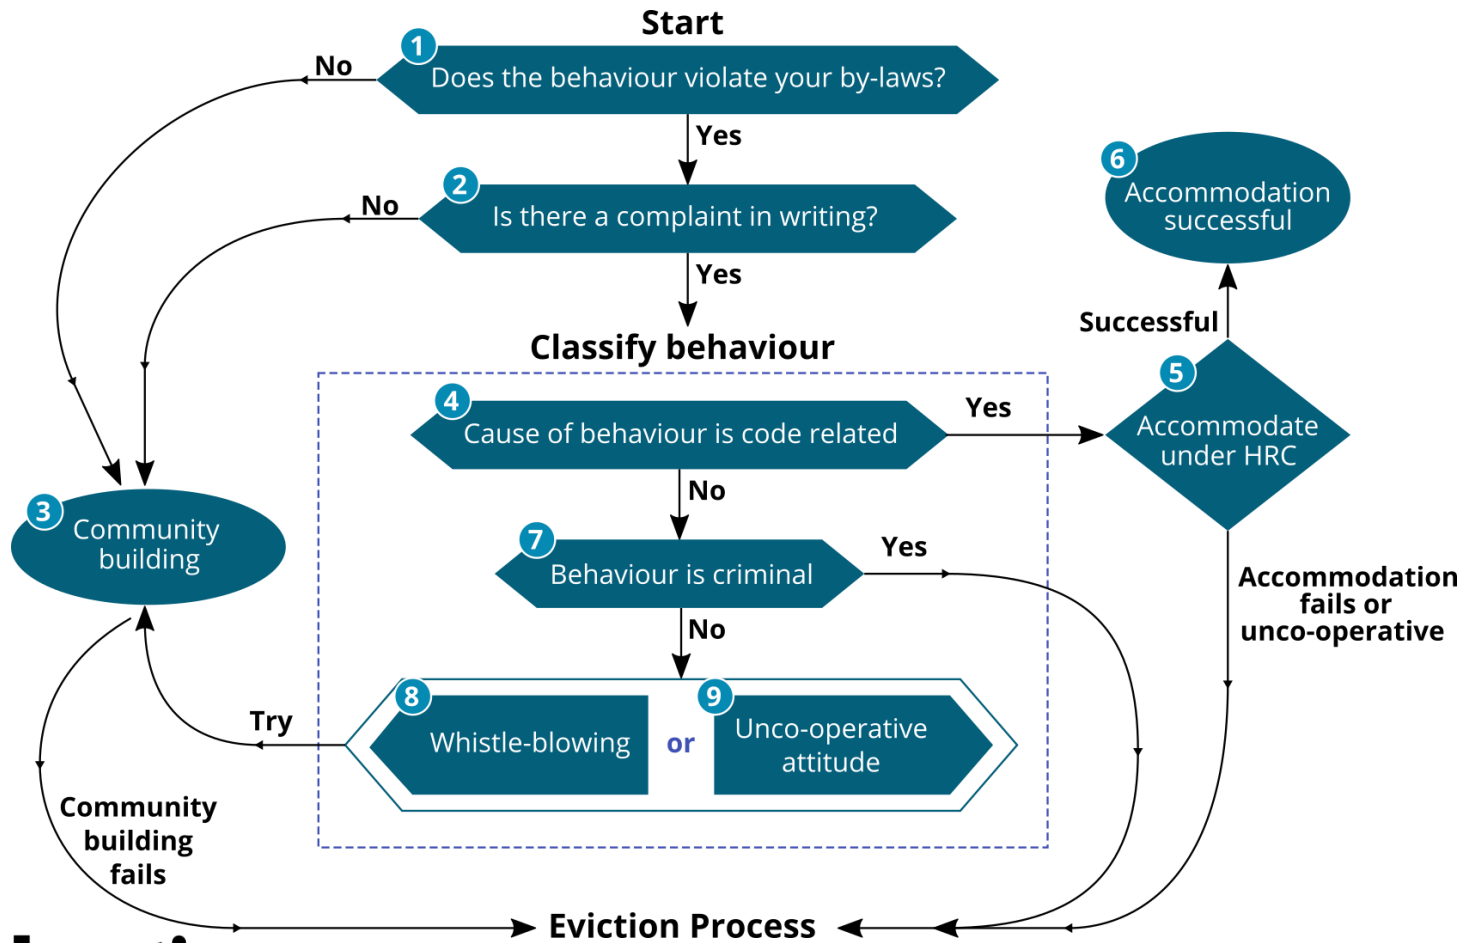 Start
1
Does the behaviour violate your by-laws?
No
Yes
2
Is there a complaint in writing?
No
Yes
6
Accommodation
successful
Successful
Classify behaviour
4
Cause of behaviour is code related
Yes
5
Accommodate
under HRC
No
3
Community
building
7
Behaviour is criminal
Yes
Accommodation
fails or
unco-operative
No
8
Whistle-blowing
or
9
Unco-operative
attitude
Try
Community
building
fails
Eviction Process